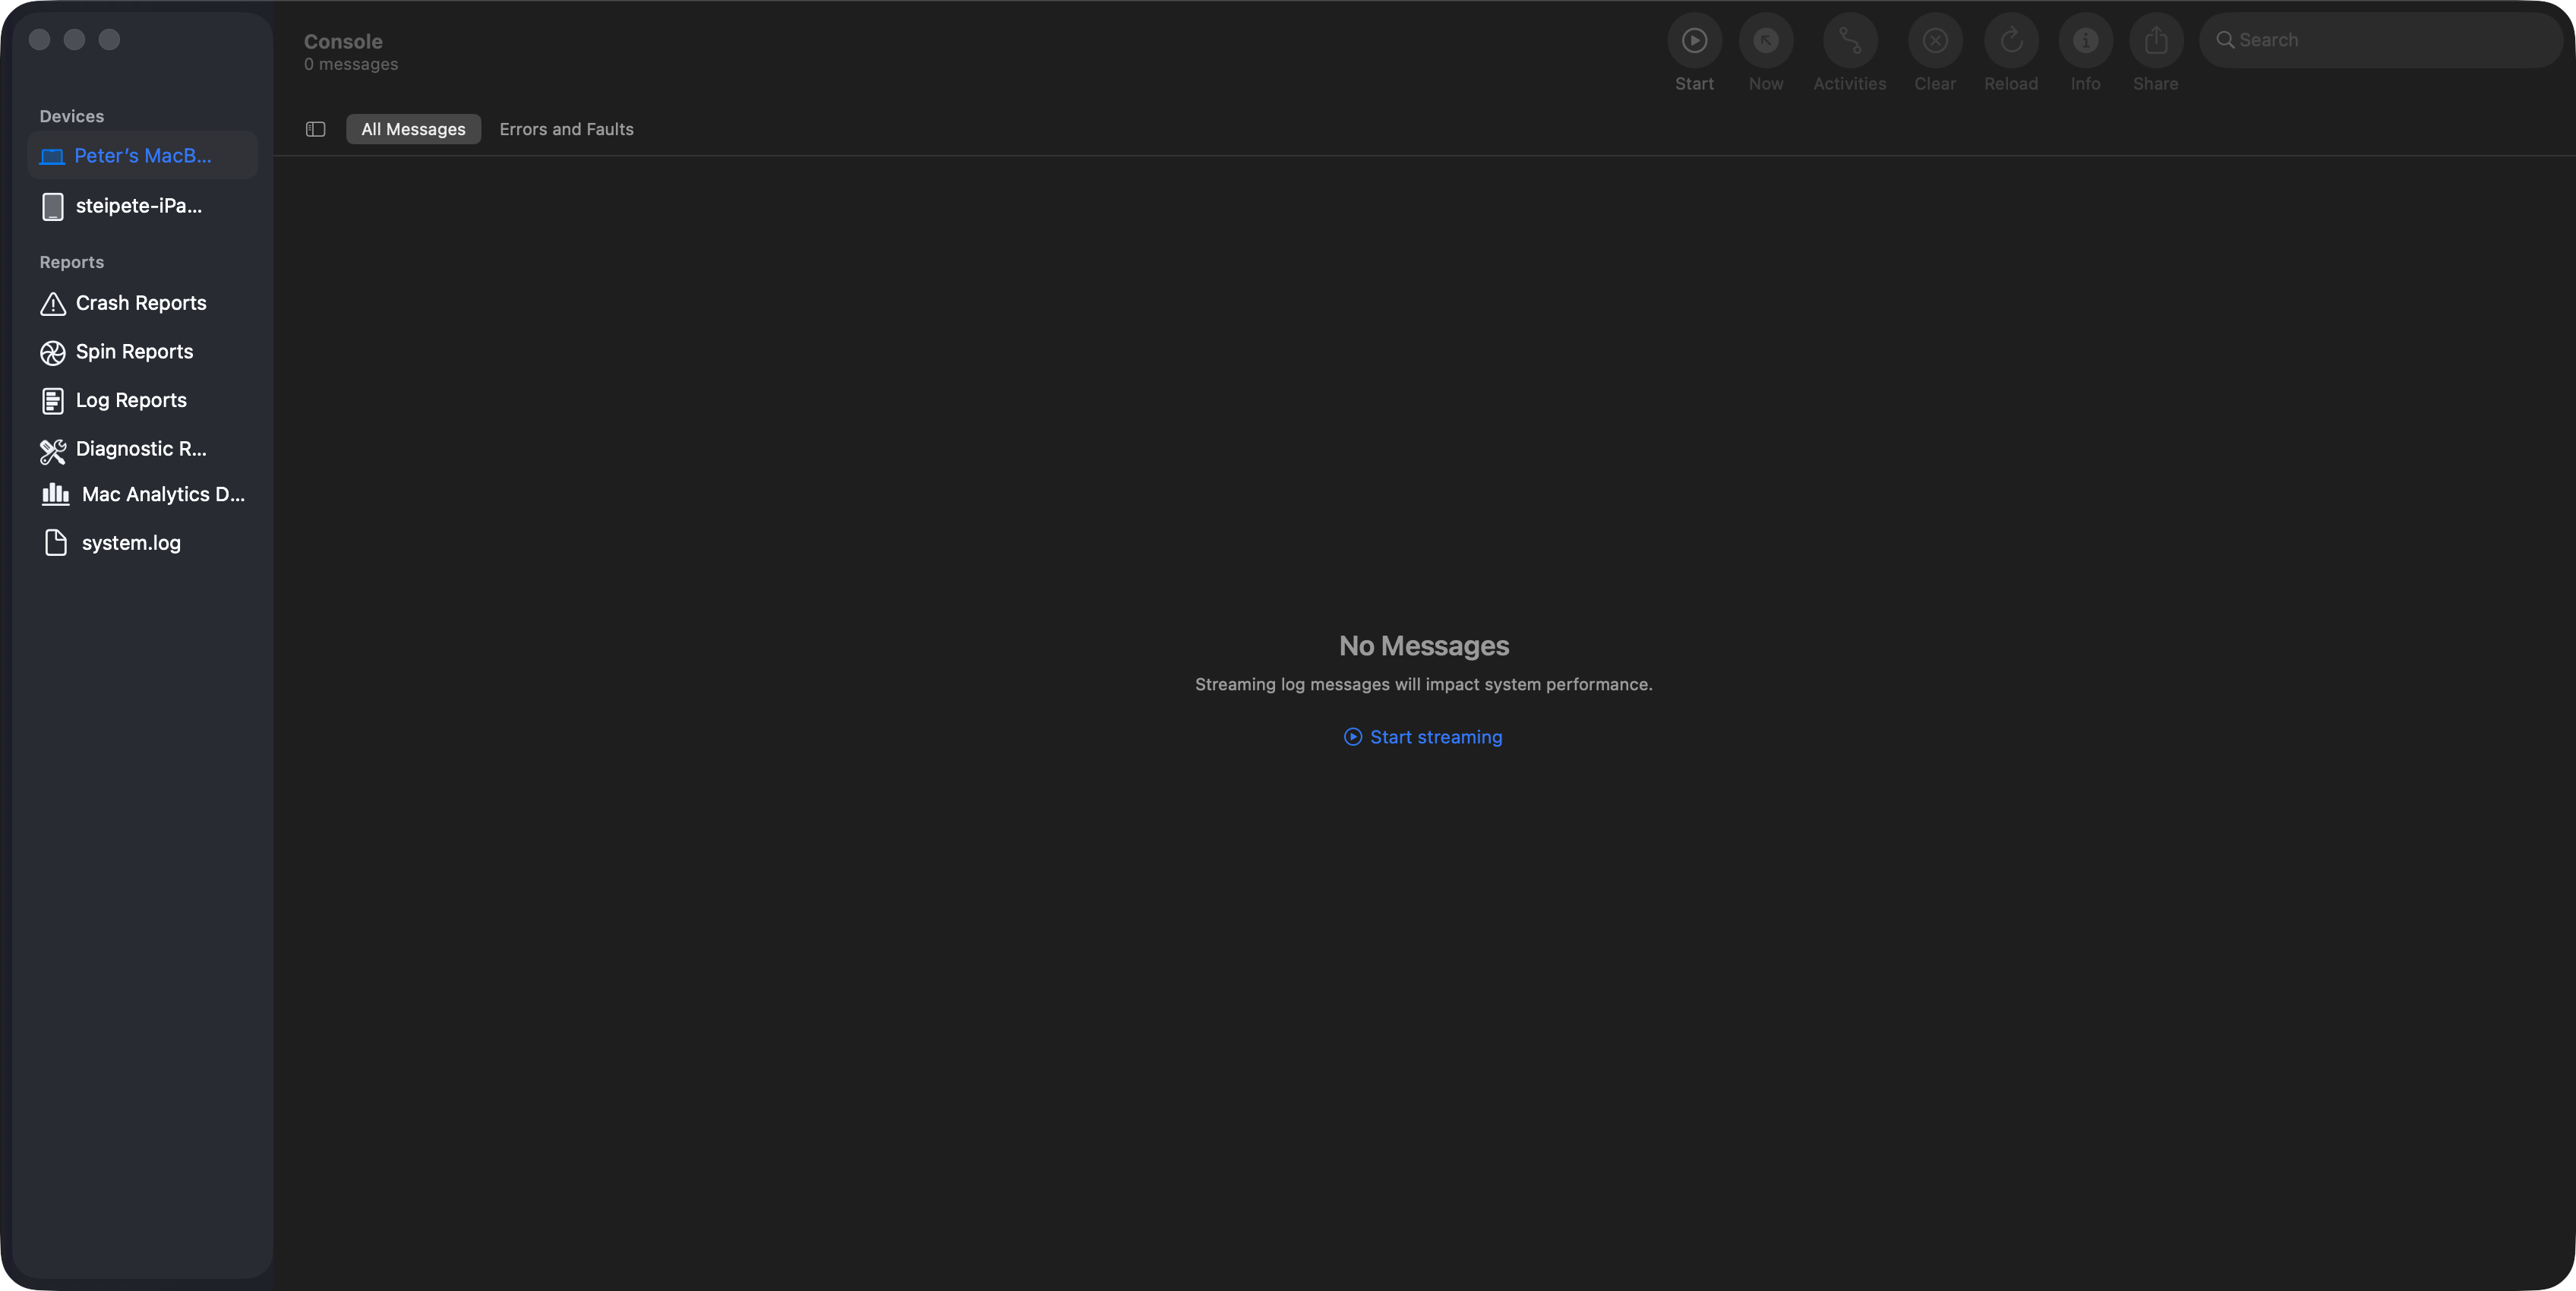 Console
0 messages
Start
Now
Activities
Clear
Reload
Info
Share
Search
Devices
Peter’s MacB...
steipete-iPa...
Reports
Crash Reports
Spin Reports
Log Reports
Diagnostic R...
Mac Analytics D...
system.log
All Messages
Errors and Faults
No Messages
Streaming log messages will impact system performance.
Start streaming